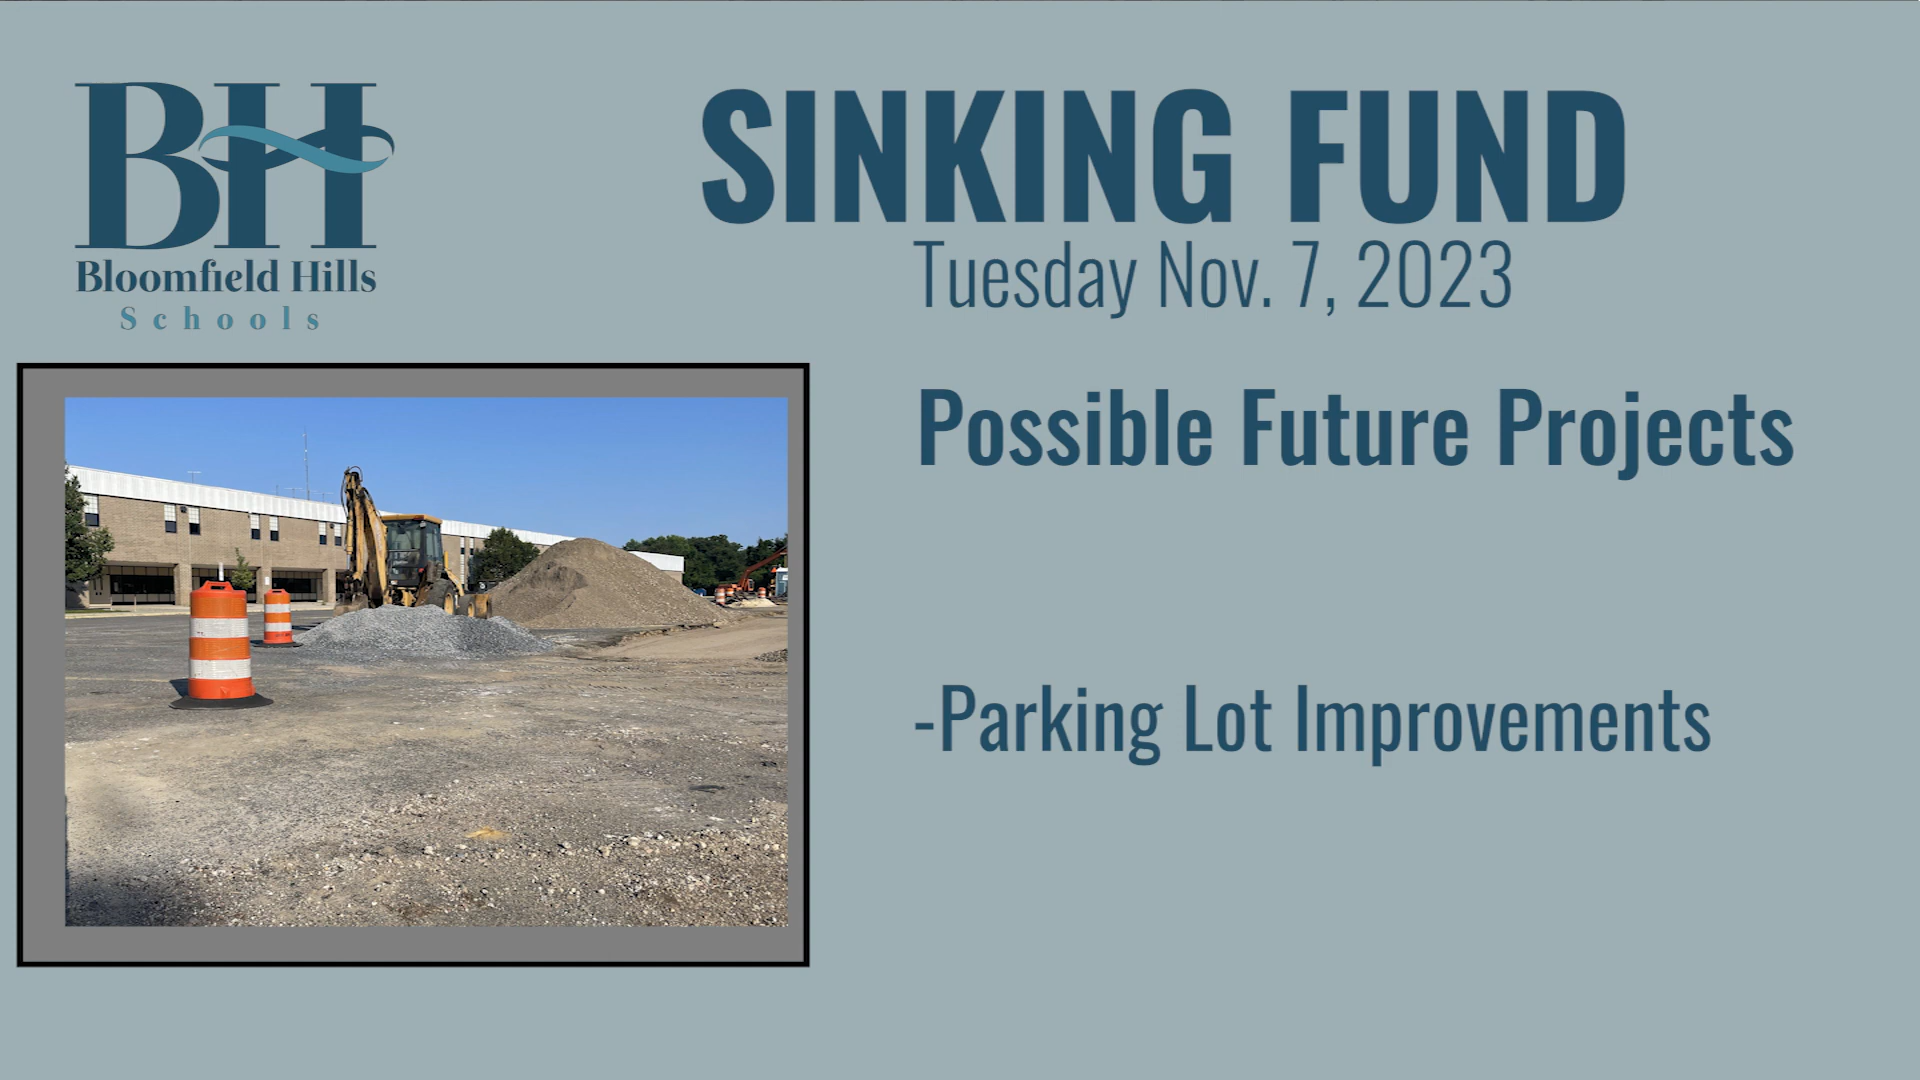 BH
Bloomfield Hills
Schools
SINKING FUND
Tuesday Nov. 7, 2023
Possible Future Projects
-Parking Lot Improvements